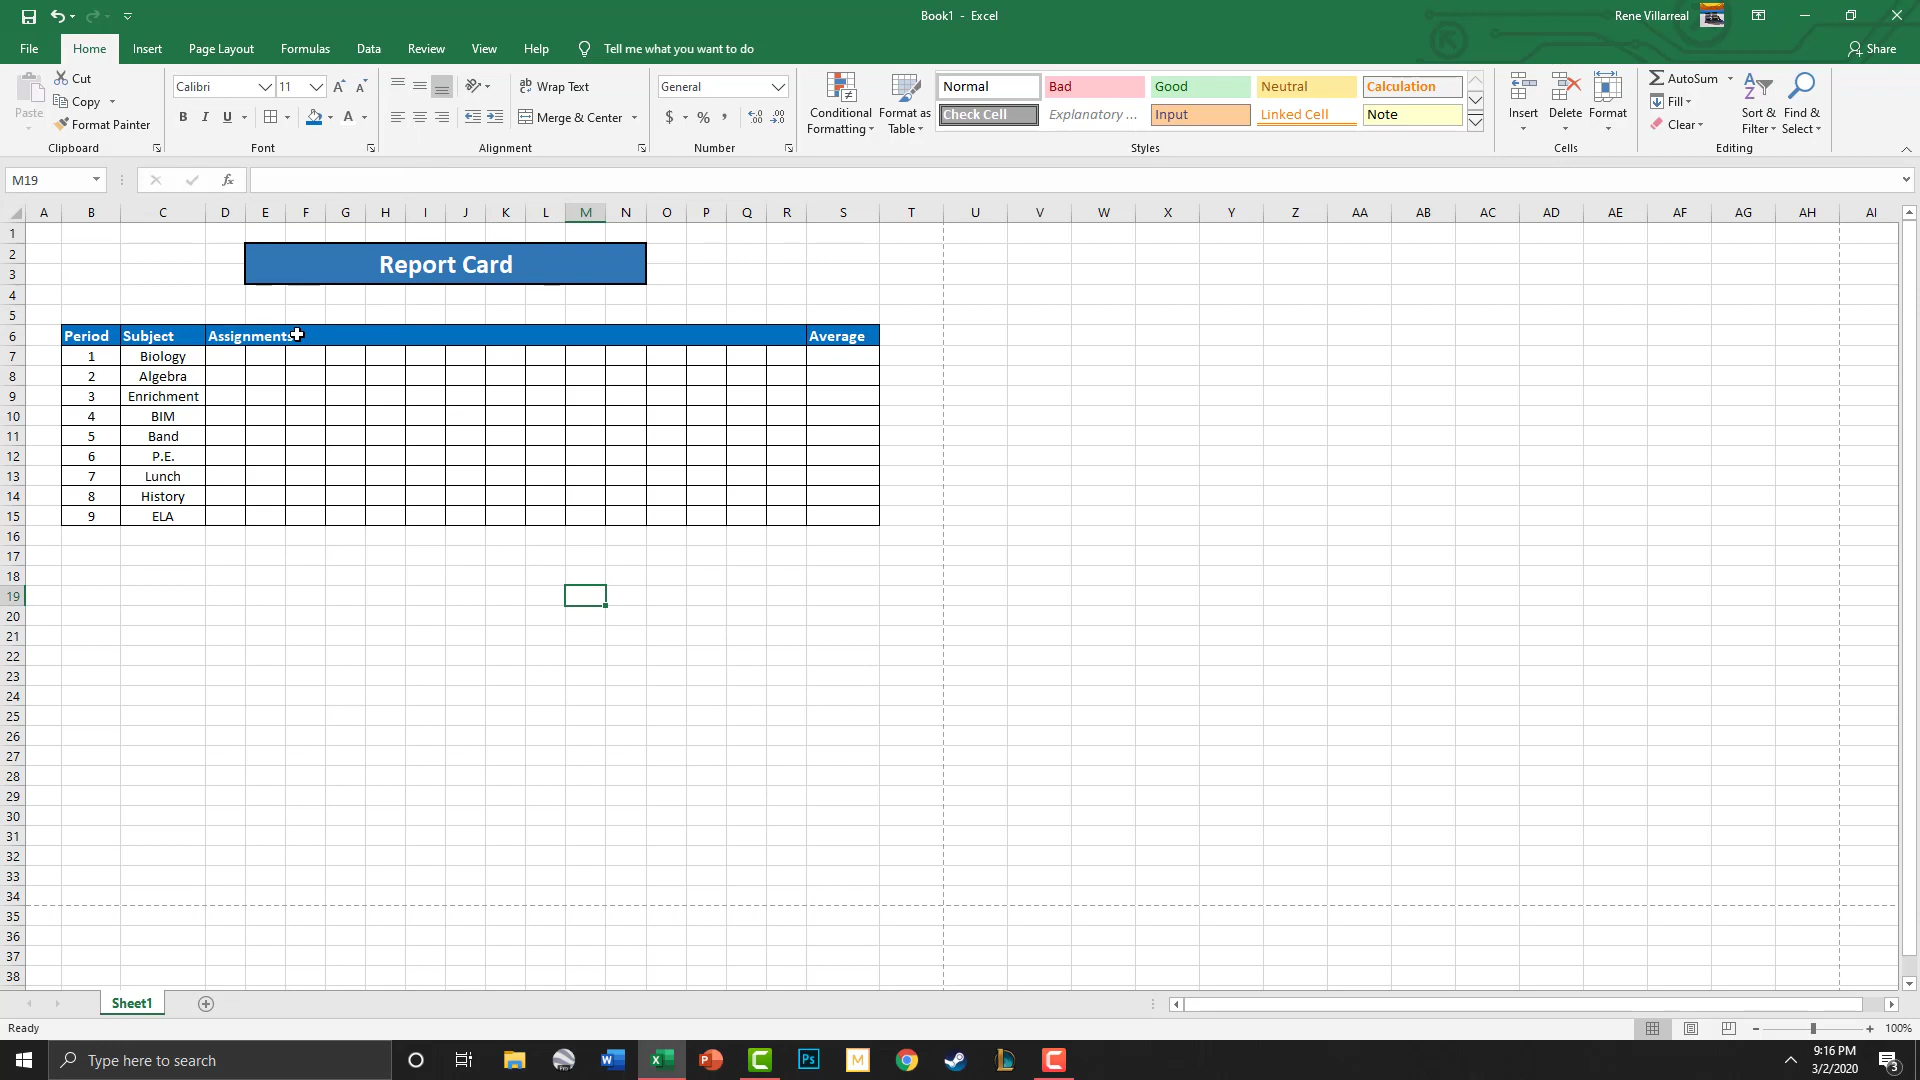 Book1 - Excel
Rene Villarreal
File Home Insert Page Layout Formulas Data Review View Help Tell me what you want to do Share
Paste
Cut
Copy
Format Painter
Clipboard
Calibri 11
B I U A
Font
Wrap Text
Merge & Center
Alignment
General
$ % ,
Number
Conditional Formatting
Format as Table
Normal Bad Good Neutral Calculation
Check Cell Explanatory ... Input Linked Cell Note
Styles
Insert Delete Format
Cells
AutoSum
Fill
Clear
Sort & Filter
Find & Select
Editing
M19 fx
A B C D E F G H I J K L M N O P Q R S T U V W X Y Z AA AB AC AD AE AF AG AH AI
1
2
Report Card
3
4
5
6 Period Subject Assignments Average
7 1 Biology
8 2 Algebra
9 3 Enrichment
10 4 BIM
11 5 Band
12 6 P.E.
13 7 Lunch
14 8 History
15 9 ELA
16
17
18
19
20
21
22
23
24
25
26
27
28
29
30
31
32
33
34
35
36
37
38
Sheet1
Ready
100%
Type here to search
9:16 PM
3/2/2020
3